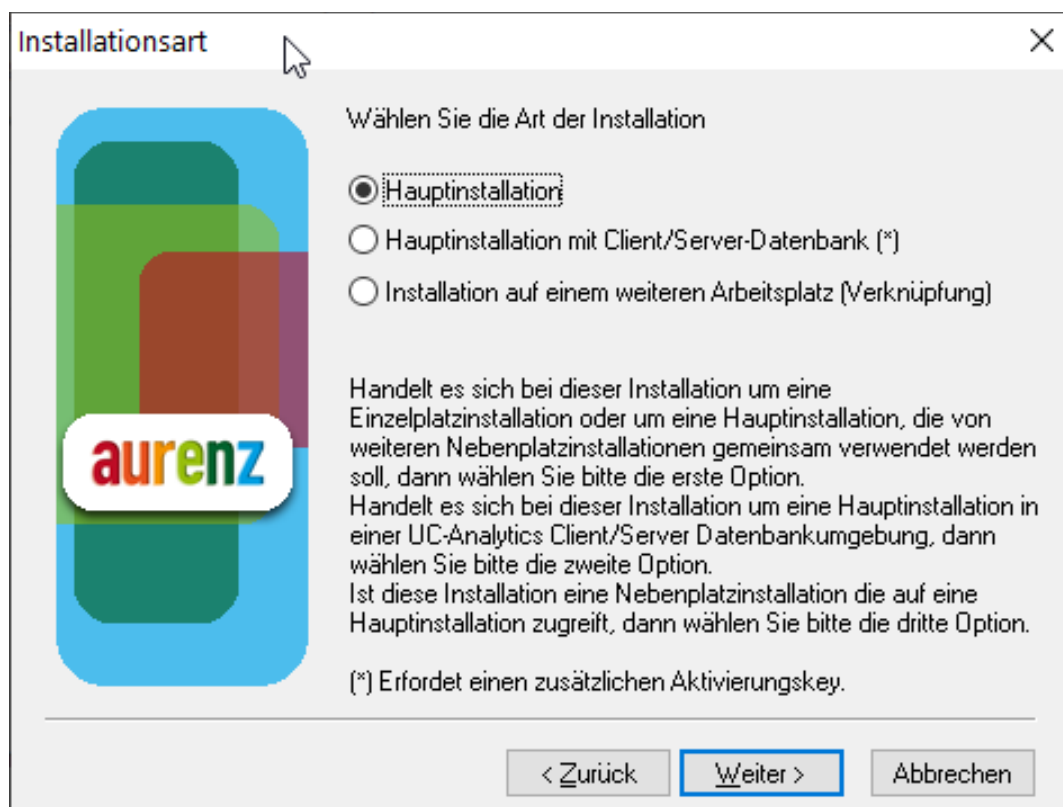 Installationsart
Wählen Sie die Art der Installation
Hauptinstallation
Hauptinstallation mit Client/Server-Datenbank (*)
Installation auf einem weiteren Arbeitsplatz (Verknüpfung)
Handelt es sich bei dieser Installation um eine
Einzelplatzinstallation oder um eine Hauptinstallation, die von
weiteren Nebenplatzinstallationen gemeinsam verwendet werden
soll, dann wählen Sie bitte die erste Option.
Handelt es sich bei dieser Installation um eine Hauptinstallation in
einer UC-Analytics Client/Server Datenbankumgebung, dann
wählen Sie bitte die zweite Option.
Ist diese Installation eine Nebenplatzinstallation die auf eine
Hauptinstallation zugreift, dann wählen Sie bitte die dritte Option.
(*) Erfordet einen zusätzlichen Aktivierungskey.
aurenz
< Zurück
Weiter >
Abbrechen